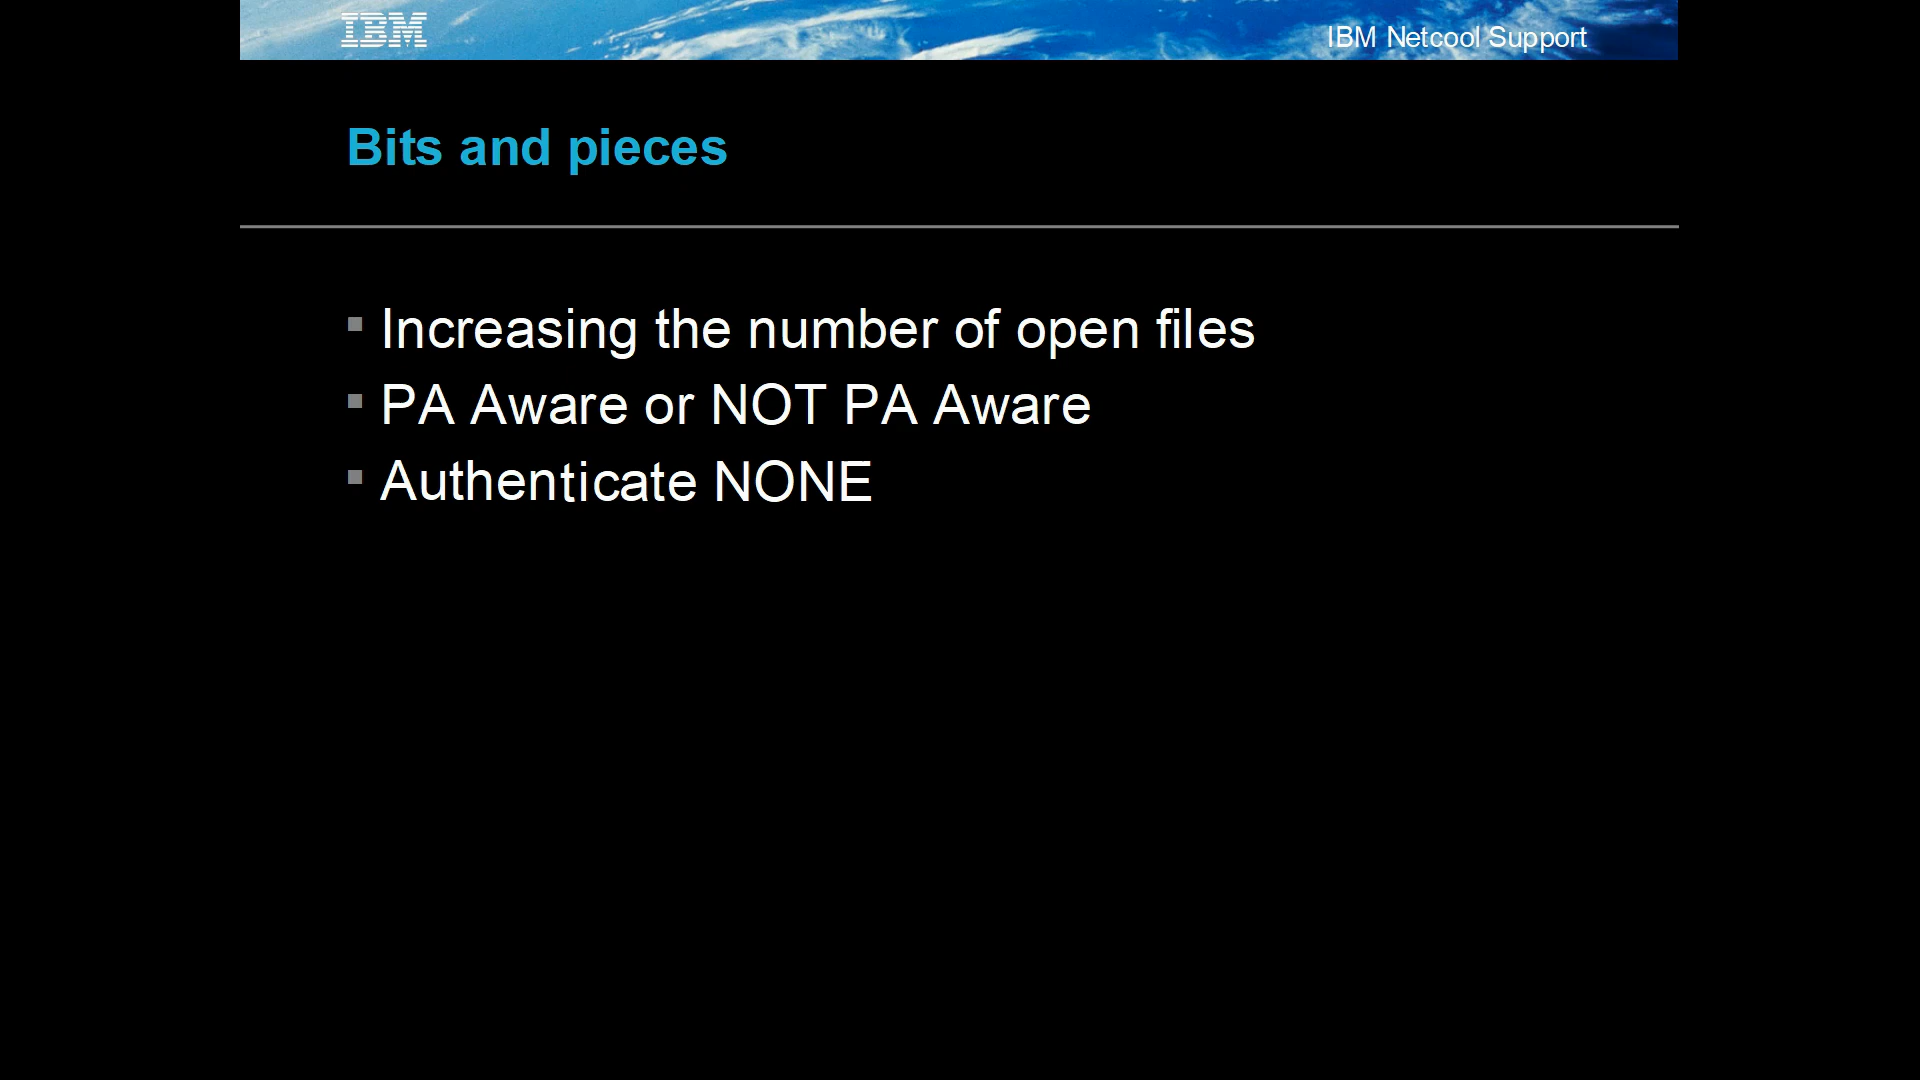 IBM
IBM Netcool Support
Bits and pieces
▪ Increasing the number of open files
▪ PA Aware or NOT PA Aware
▪ Authenticate NONE